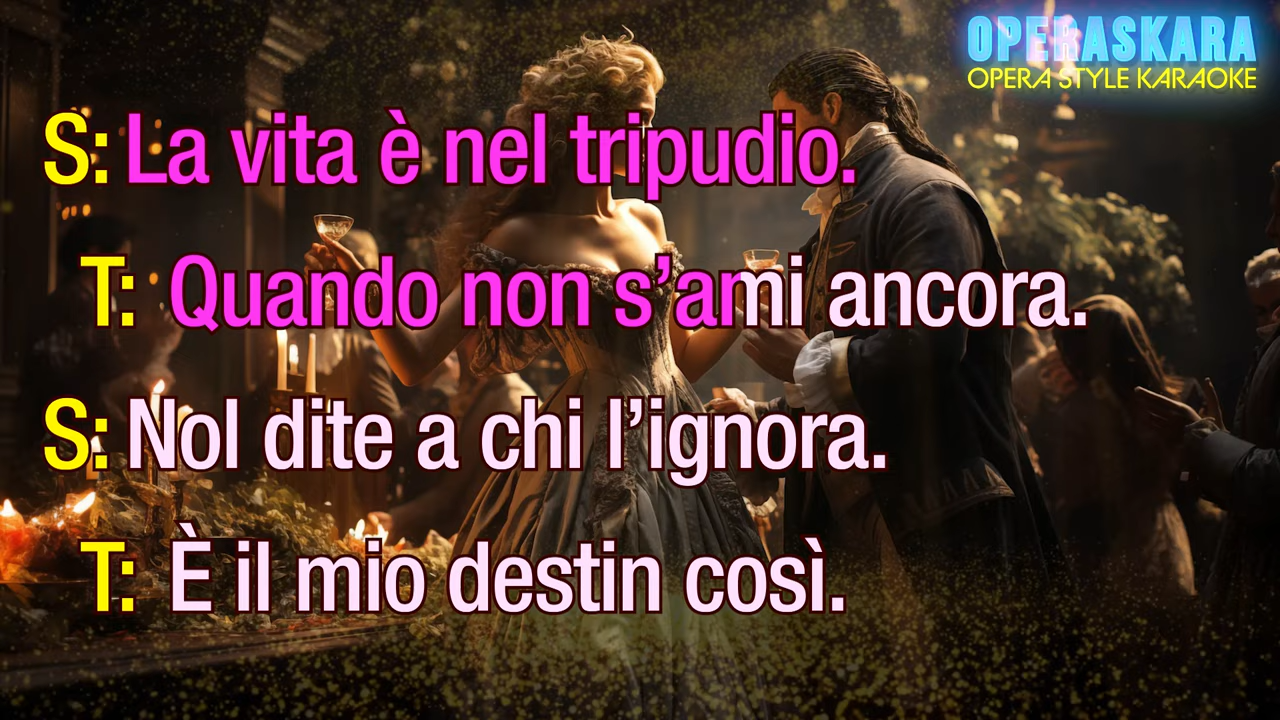 OPERASKARA
OPERA STYLE KARAOKE
S: La vita è nel tripudio.
T: Quando non s’ami ancora.
S: Nol dite a chi l’ignora.
T: È il mio destin così.